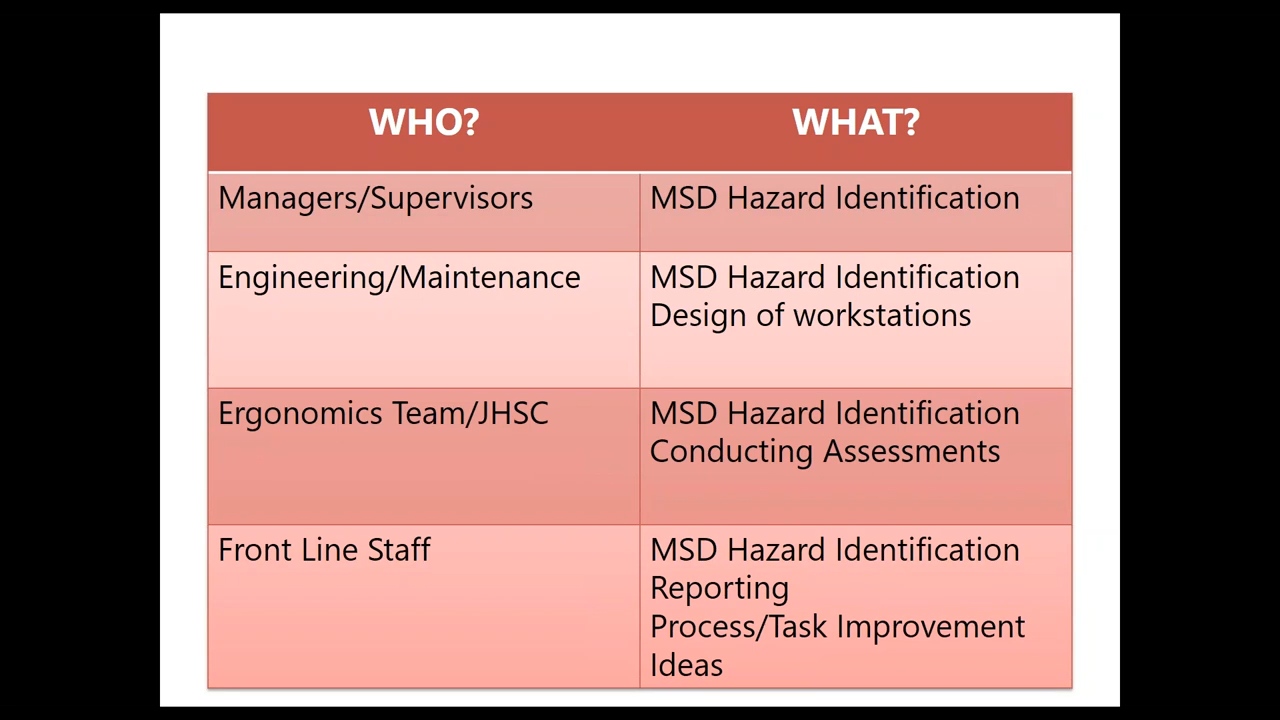 WHO? WHAT?
Managers/Supervisors MSD Hazard Identification
Engineering/Maintenance MSD Hazard Identification
Design of workstations
Ergonomics Team/JHSC MSD Hazard Identification
Conducting Assessments
Front Line Staff MSD Hazard Identification
Reporting
Process/Task Improvement
Ideas